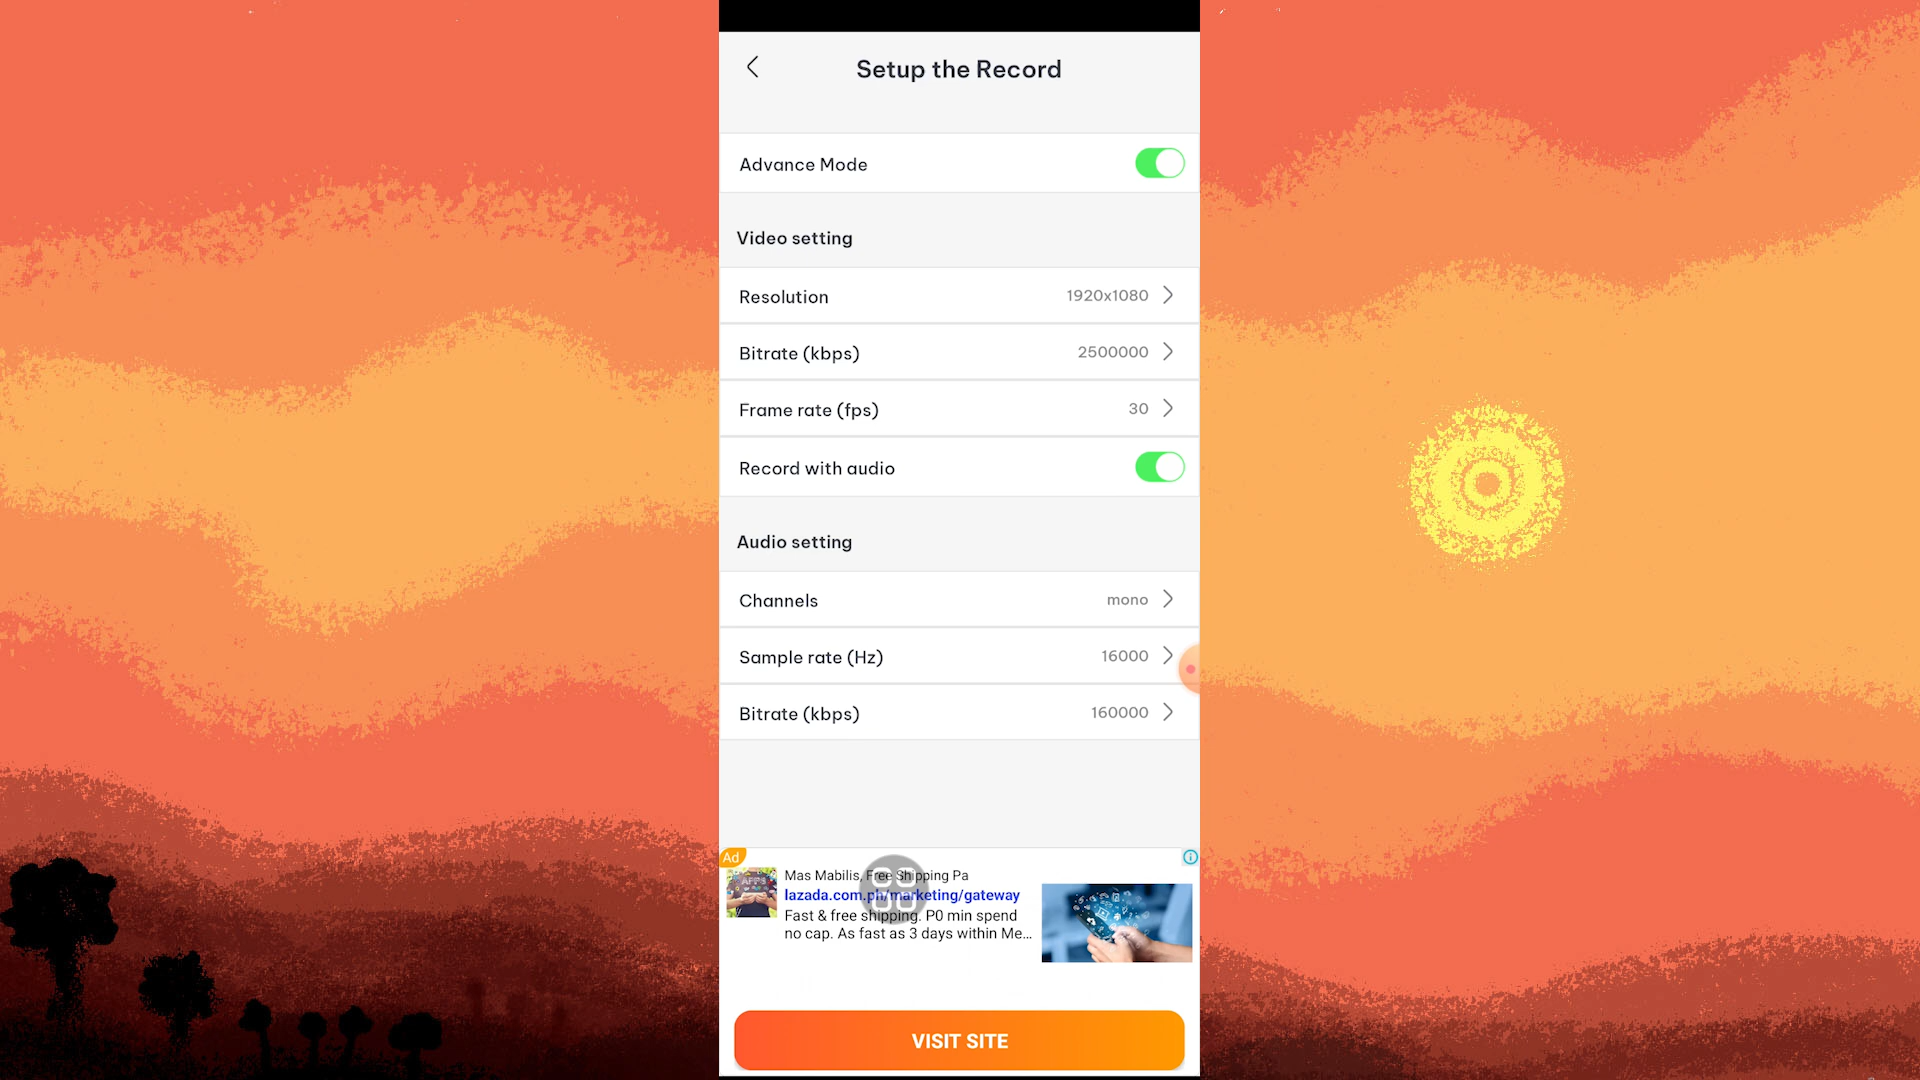 Setup the Record
Advance Mode
Video setting
Resolution 1920x1080
Bitrate (kbps) 2500000
Frame rate (fps) 30
Record with audio
Audio setting
Channels mono
Sample rate (Hz) 16000
Bitrate (kbps) 160000
Ad
APPS
Mas Mabilis, Free Shipping Pa
lazada.com.ph/marketing/gateway
Fast & free shipping. P0 min spend
no cap. As fast as 3 days within Me...
VISIT SITE